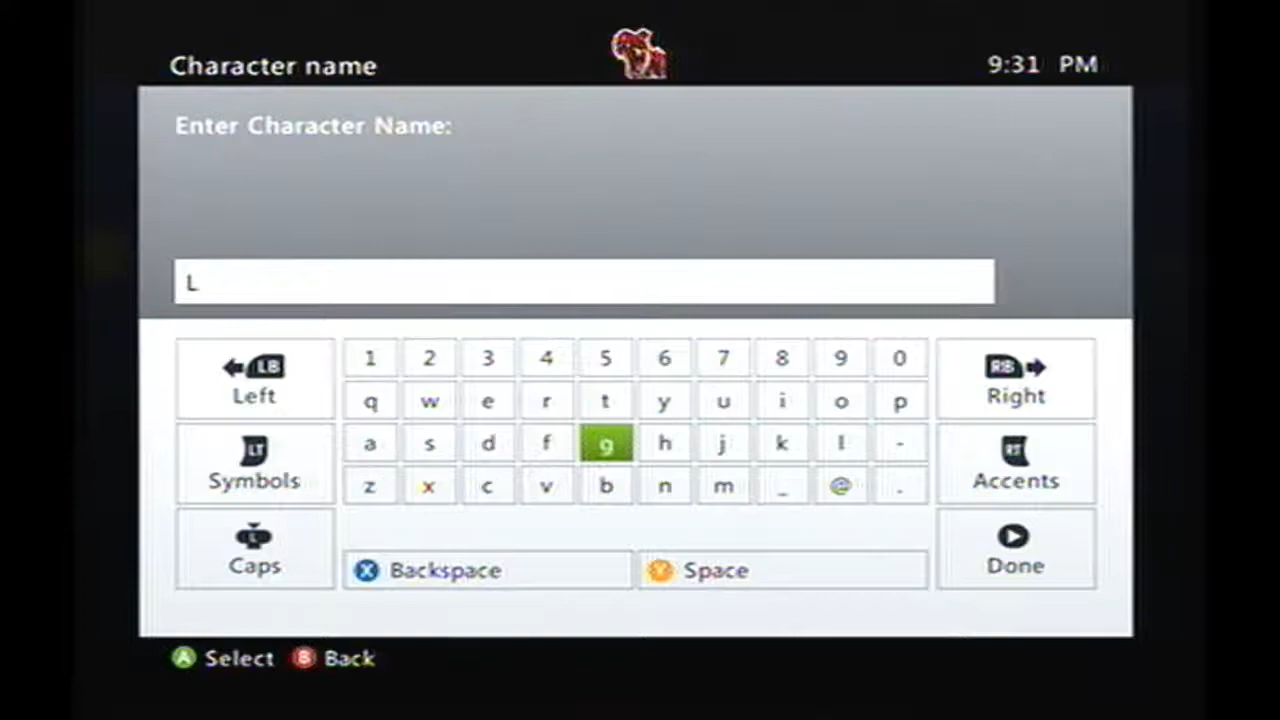 Character name
9:31 PM
Enter Character Name:
L
LB
Left
1 2 3 4 5 6 7 8 9 0
RB
Right
q w e r t y u i o p
LT
Symbols
a s d f g h j k l -
RT
Accents
z x c v b n m _ @ .
L
Caps
X Backspace
Y Space
Done
A Select B Back